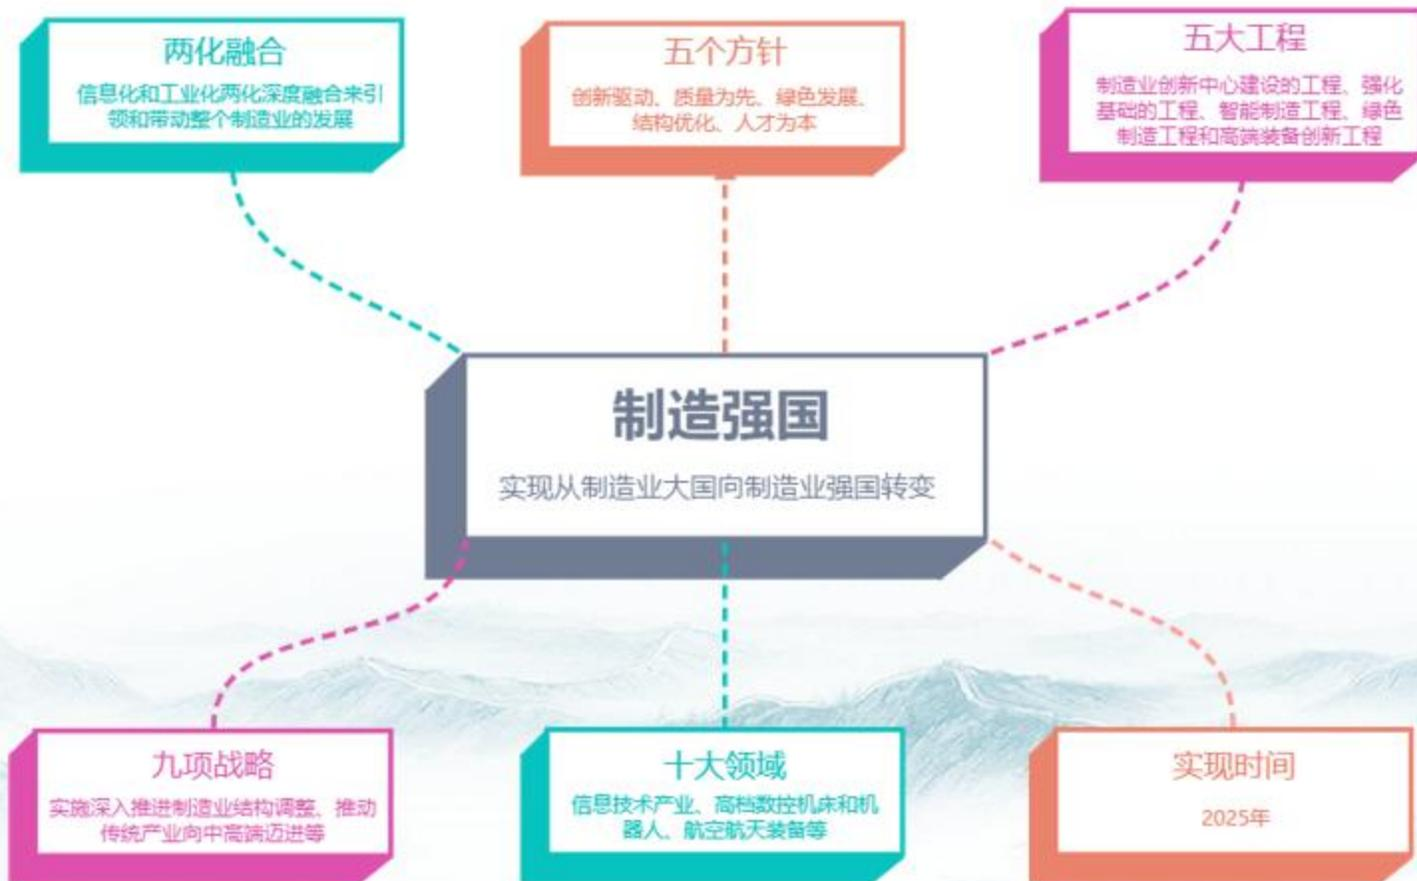 两化融合
信息化和工业化两化深度融合来引
领和带动整个制造业的发展
五个方针
创新驱动、质量为先、绿色发展、
结构优化、人才为本
五大工程
制造业创新中心建设的工程、强化
基础的工程、智能制造工程、绿色
制造工程和高端装备创新工程
制造强国
实现从制造业大国向制造业强国转变
九项战略
实施深入推进制造业结构调整、推动
传统产业向中高端迈进等
十大领域
信息技术产业、高档数控机床和机
器人、航空航天装备等
实现时间
2025年